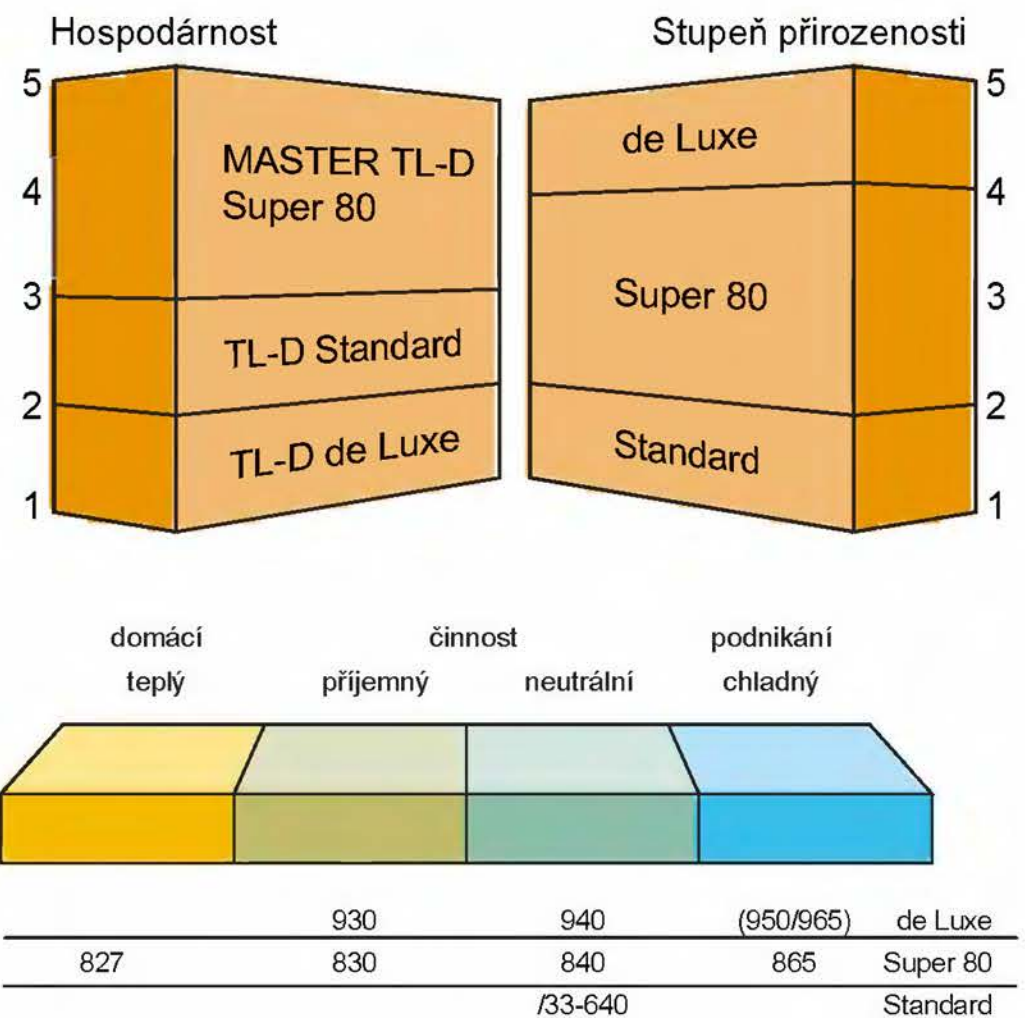 Hospodárnost
Stupeň přirozenosti
5
4
3
2
1
MASTER TL-D
Super 80
TL-D Standard
TL-D de Luxe
de Luxe
Super 80
Standard
5
4
3
2
1
domácí činnost podnikání
teplý příjemný neutrální chladný
930 940 (950/965) de Luxe
827 830 840 865 Super 80
/33-640 Standard